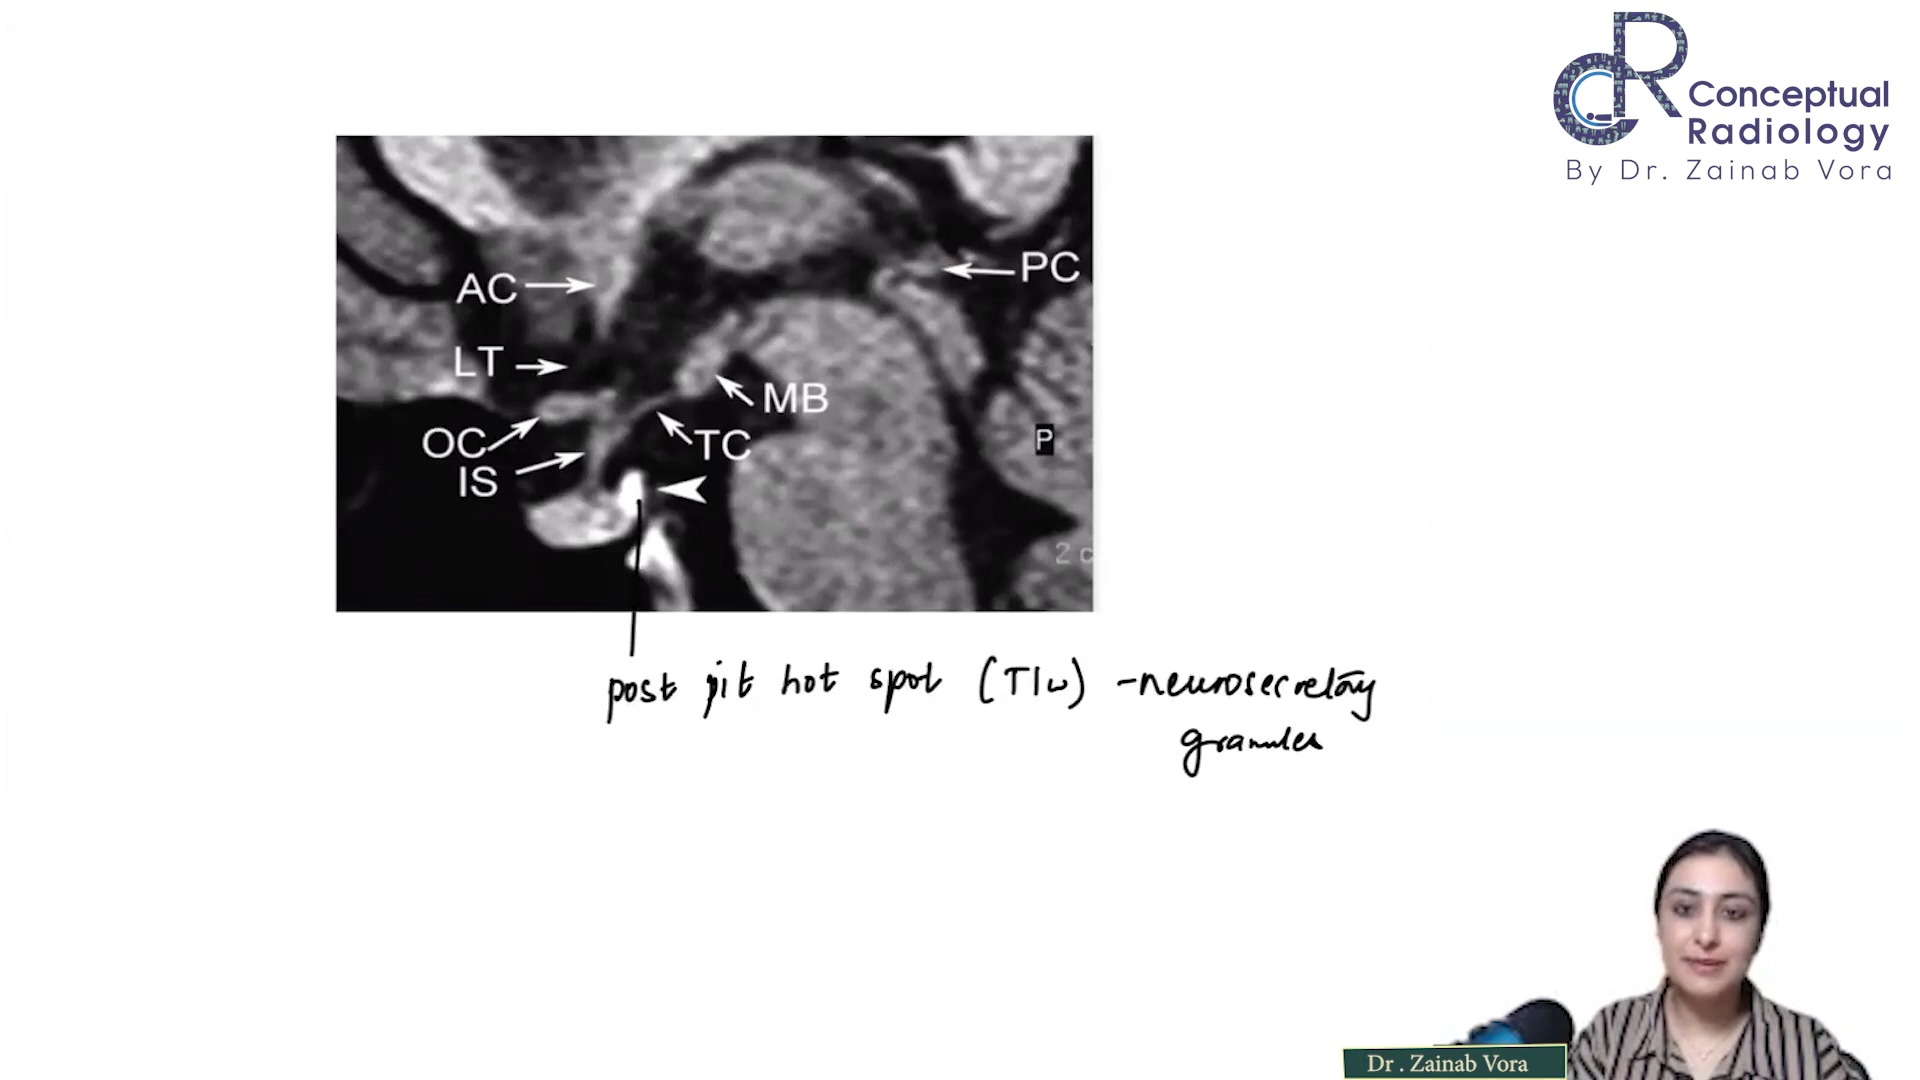 CR Conceptual
Radiology
By Dr. Zainab Vora
AC
PC
LT
MB
OC
TC
P
IS
2 c
post pit hot spot (T1w) - neurosecretory
granules
Dr . Zainab Vora